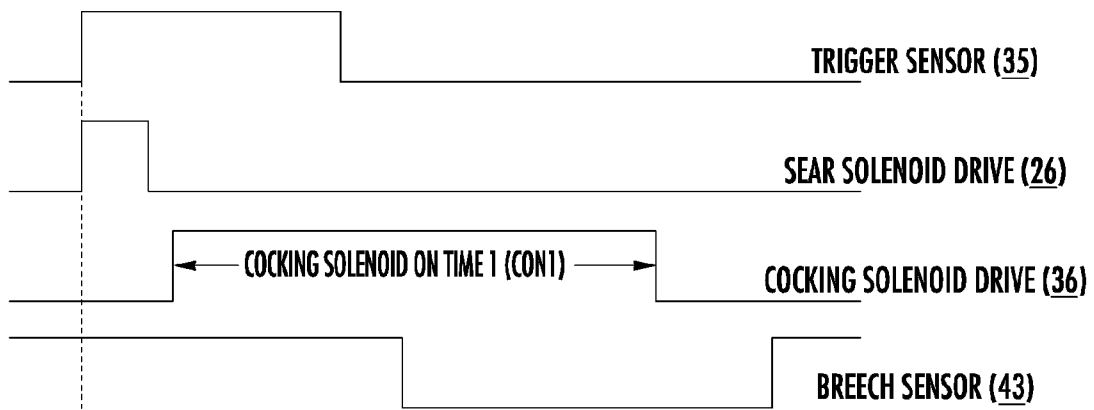 TRIGGER SENSOR (35)
SEAR SOLENOID DRIVE (26)
COCKING SOLENOID ON TIME 1 (CON1)
COCKING SOLENOID DRIVE (36)
BREECH SENSOR (43)